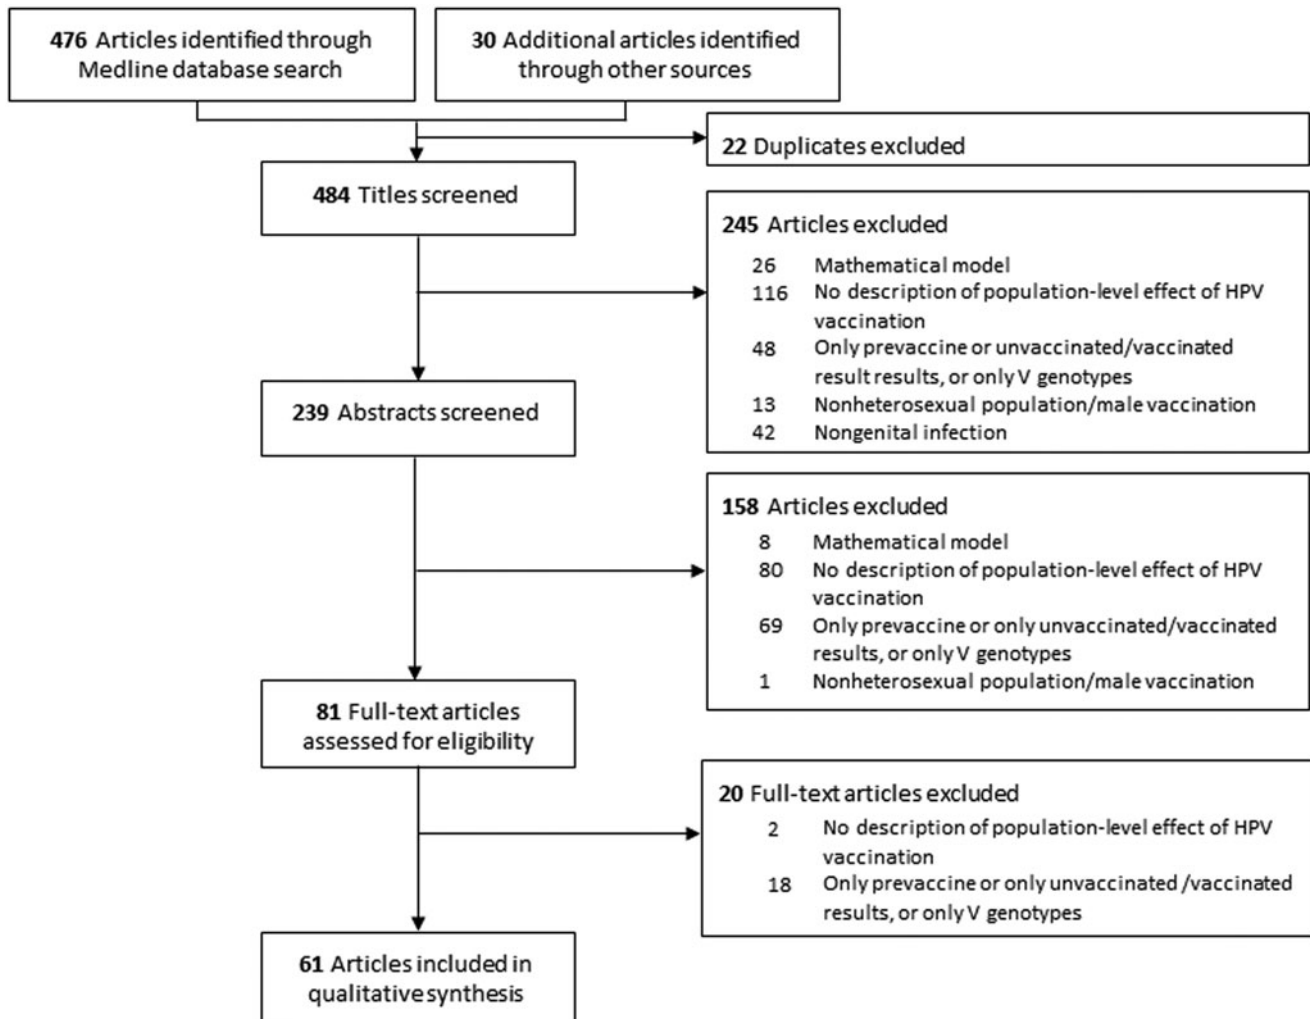 476 Articles identified through
Medline database search
30 Additional articles identified
through other sources
22 Duplicates excluded
484 Titles screened
245 Articles excluded
26 Mathematical model
116 No description of population-level effect of HPV
vaccination
48 Only prevaccine or unvaccinated/vaccinated
result results, or only V genotypes
13 Nonheterosexual population/male vaccination
42 Nongenital infection
239 Abstracts screened
158 Articles excluded
8 Mathematical model
80 No description of population-level effect of HPV
vaccination
69 Only prevaccine or only unvaccinated/vaccinated
results, or only V genotypes
1 Nonheterosexual population/male vaccination
81 Full-text articles
assessed for eligibility
20 Full-text articles excluded
2 No description of population-level effect of HPV
vaccination
18 Only prevaccine or only unvaccinated /vaccinated
results, or only V genotypes
61 Articles included in
qualitative synthesis